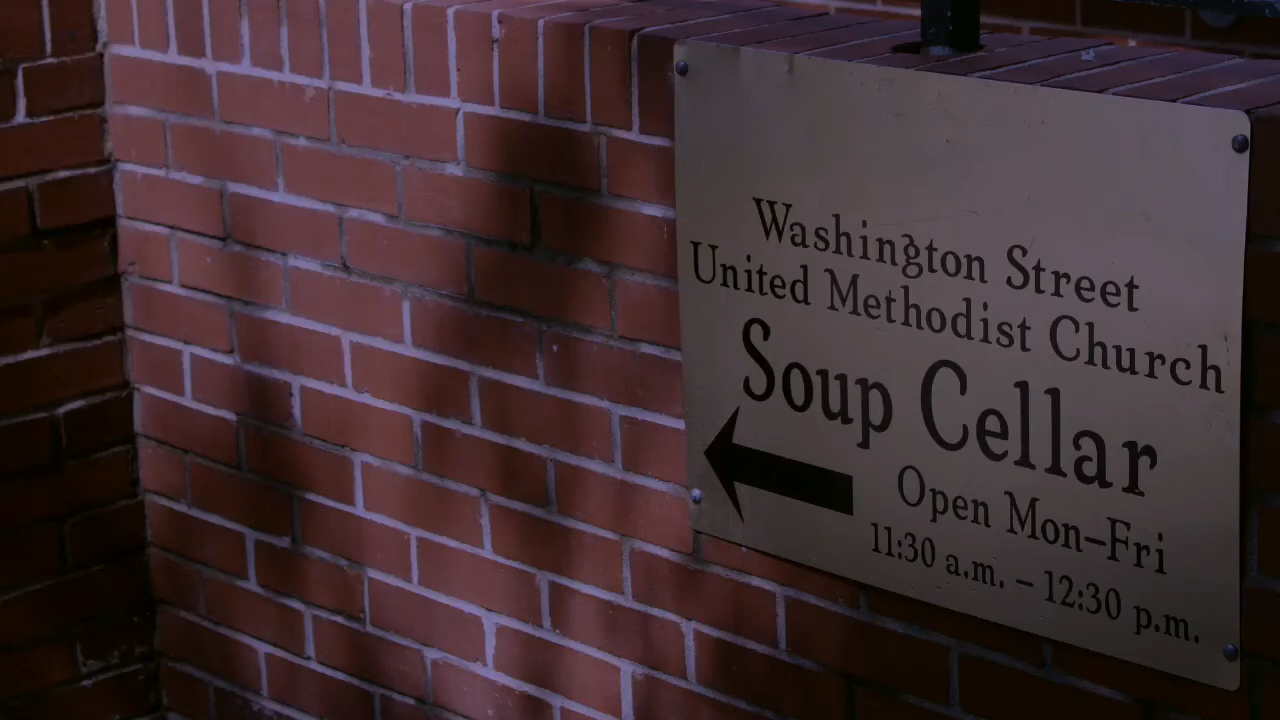 Washington Street
United Methodist Church
Soup Cellar
Open Mon–Fri
11:30 a.m. – 12:30 p.m.